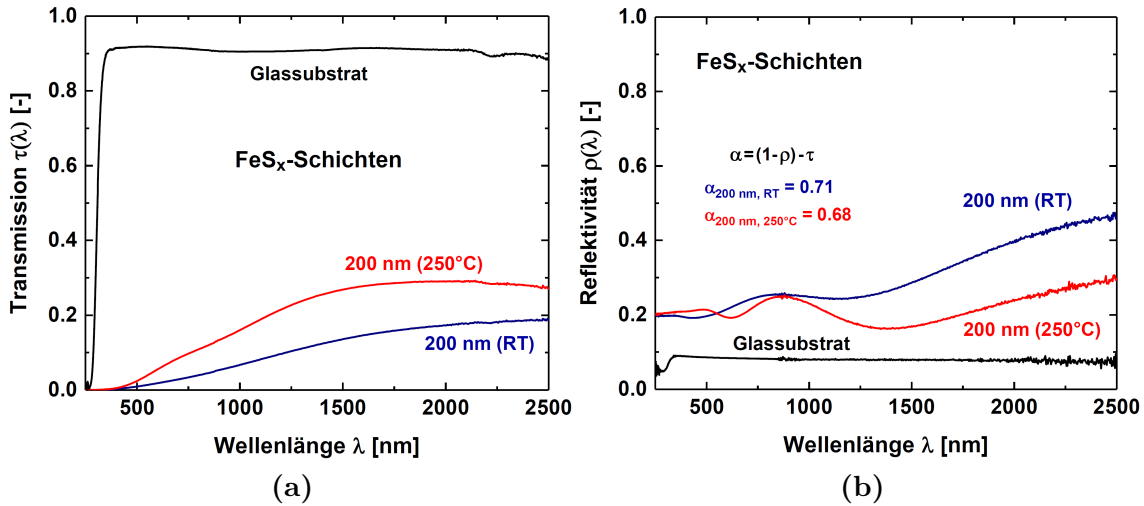 1.0
0.8
0.6
0.4
0.2
0.0
Transmission τ(λ) [-]
Glassubstrat
FeSₓ-Schichten
200 nm (250°C)
200 nm (RT)
500 1000 1500 2000 2500
Wellenlänge λ [nm]
(a)
1.0
0.8
0.6
0.4
0.2
0.0
Reflektivität ρ(λ) [-]
FeSₓ-Schichten
α=(1-ρ)-τ
α200 nm, RT = 0.71
α200 nm, 250°C = 0.68
200 nm (RT)
200 nm (250°C)
Glassubstrat
500 1000 1500 2000 2500
Wellenlänge λ [nm]
(b)